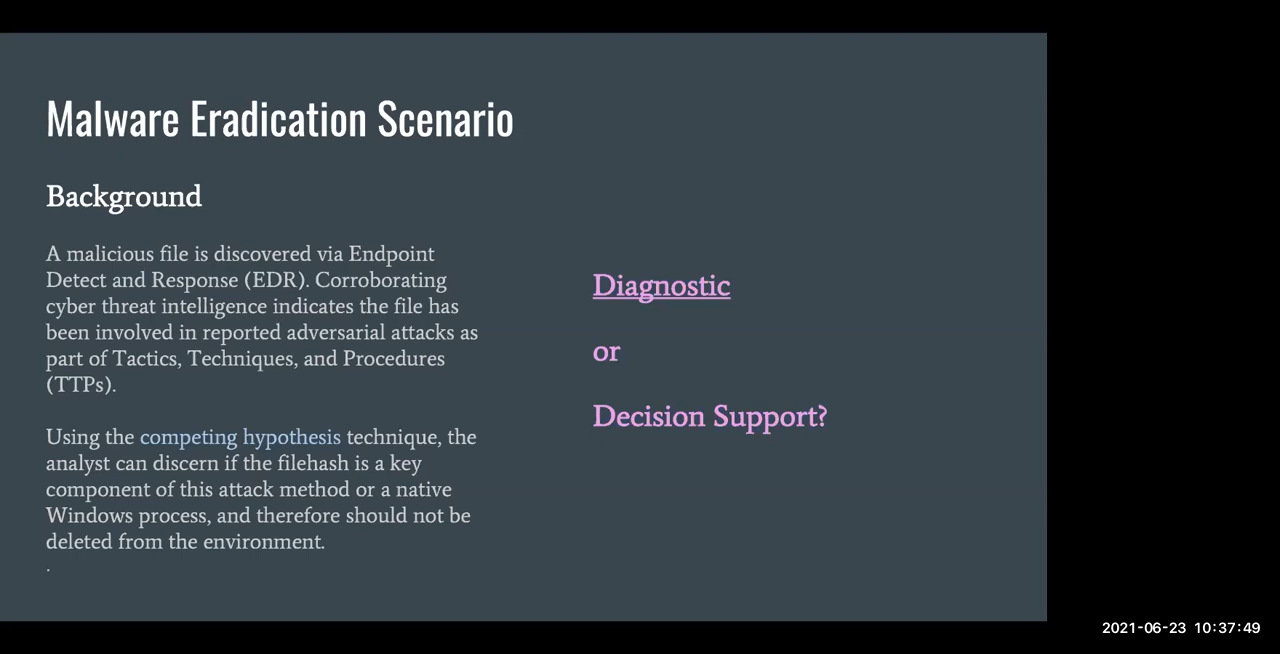 Malware Eradication Scenario
Background
A malicious file is discovered via Endpoint
Detect and Response (EDR). Corroborating
cyber threat intelligence indicates the file has
been involved in reported adversarial attacks as
part of Tactics, Techniques, and Procedures
(TTPs).
Using the competing hypothesis technique, the
analyst can discern if the filehash is a key
component of this attack method or a native
Windows process, and therefore should not be
deleted from the environment.
.
Diagnostic
or
Decision Support?
2021-06-23 10:37:49